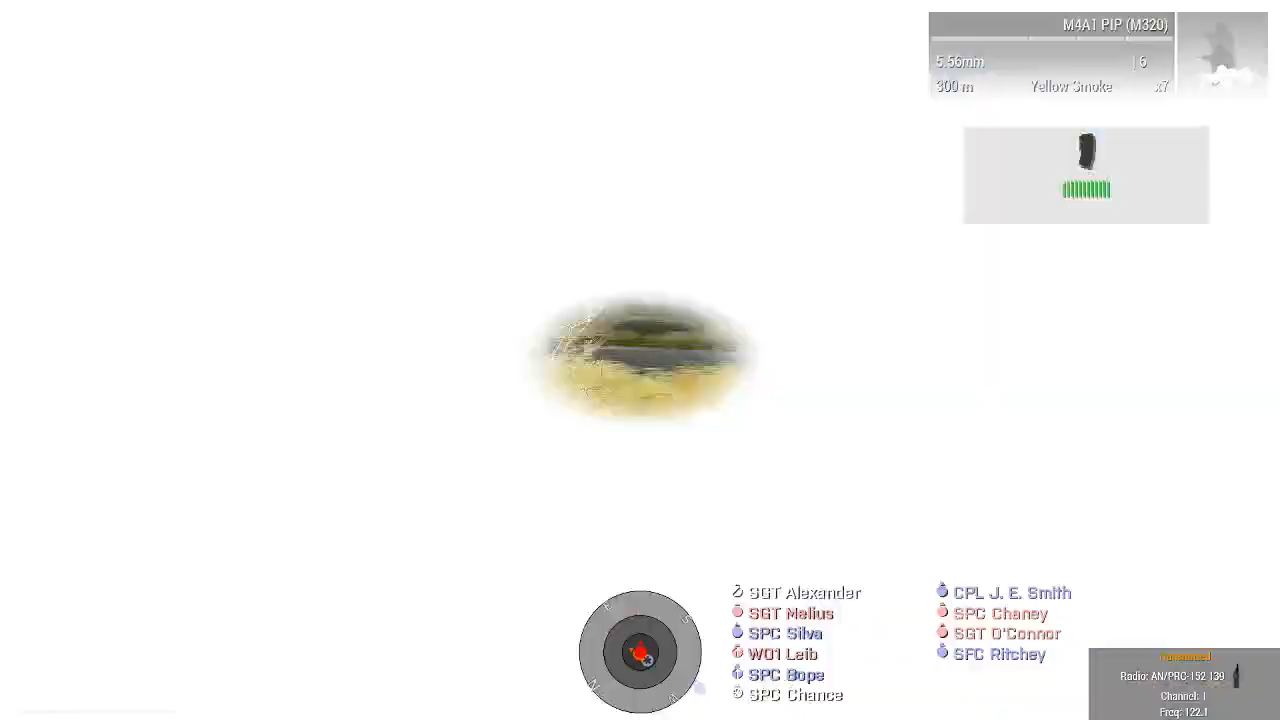 M4A1 PIP (M320)
5.56mm | 6
300 m Yellow Smoke x7
SGT Alexander CPL J. E. Smith
SGT Melius SPC Chaney
SPC Silva SGT O'Connor
WO1 Leib SFC Ritchey
SPC Bope
SPC Chance
E
S
N
W
Radio: AN/PRC-152 139
Channel: 1
Freq: 122.1